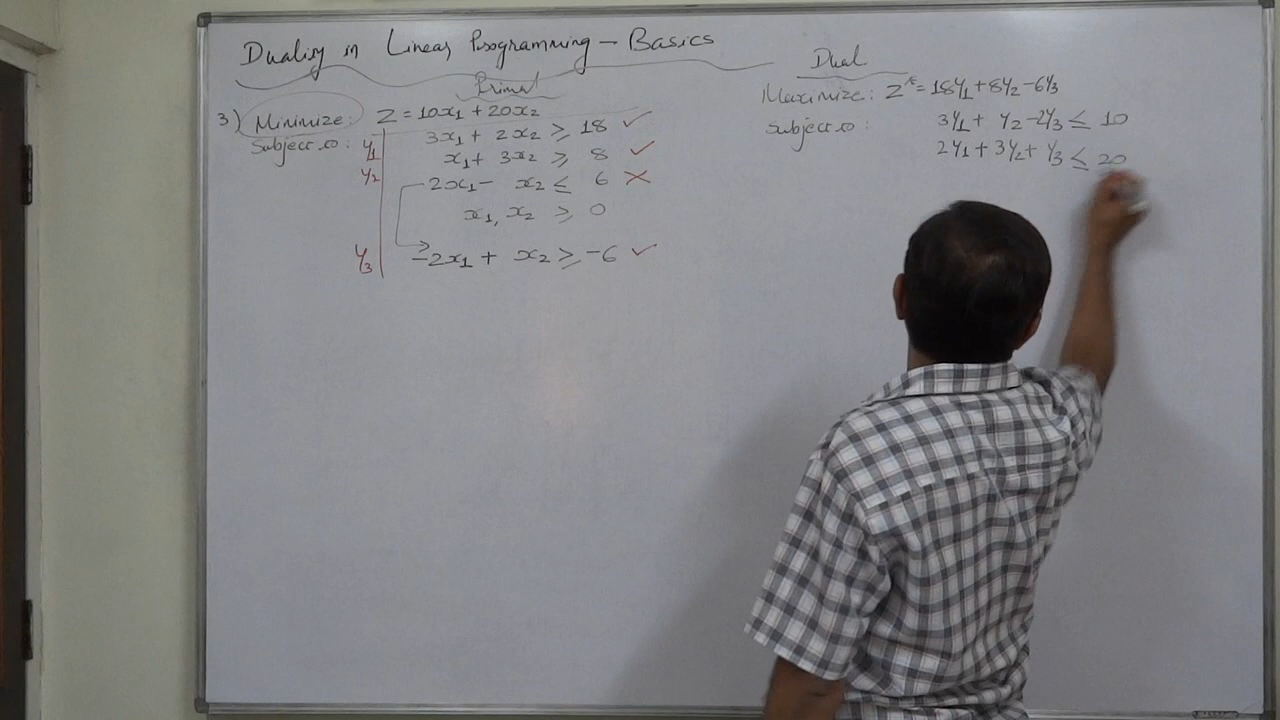 Duality in Linear Programming - Basics
Primal
3) Minimize: Z = 10x₁ + 20x₂
Subject to: 3x₁ + 2x₂ ≥ 18 ✓
y₁ x₁ + 3x₂ ≥ 8 ✓
y₂ 2x₁ - x₂ ≤ 6 ✗
x₁, x₂ ≥ 0
y₃ -2x₁ + x₂ ≥ -6 ✓
Dual
Maximize: Z* = 18y₁ + 8y₂ - 6y₃
Subject to: 3y₁ + y₂ - 2y₃ ≤ 10
2y₁ + 3y₂ + y₃ ≤ 20